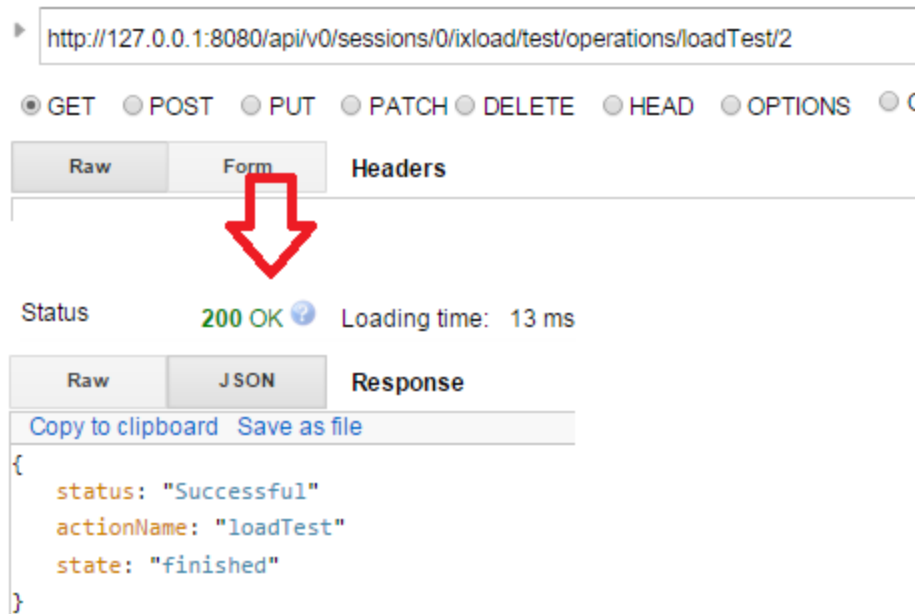 http://127.0.0.1:8080/api/v0/sessions/0/ixload/test/operations/loadTest/2
GET POST PUT PATCH DELETE HEAD OPTIONS
Raw Form Headers
Status 200 OK ? Loading time: 13 ms
Raw JSON Response
Copy to clipboard Save as file
{
status: "Successful"
actionName: "loadTest"
state: "finished"
}